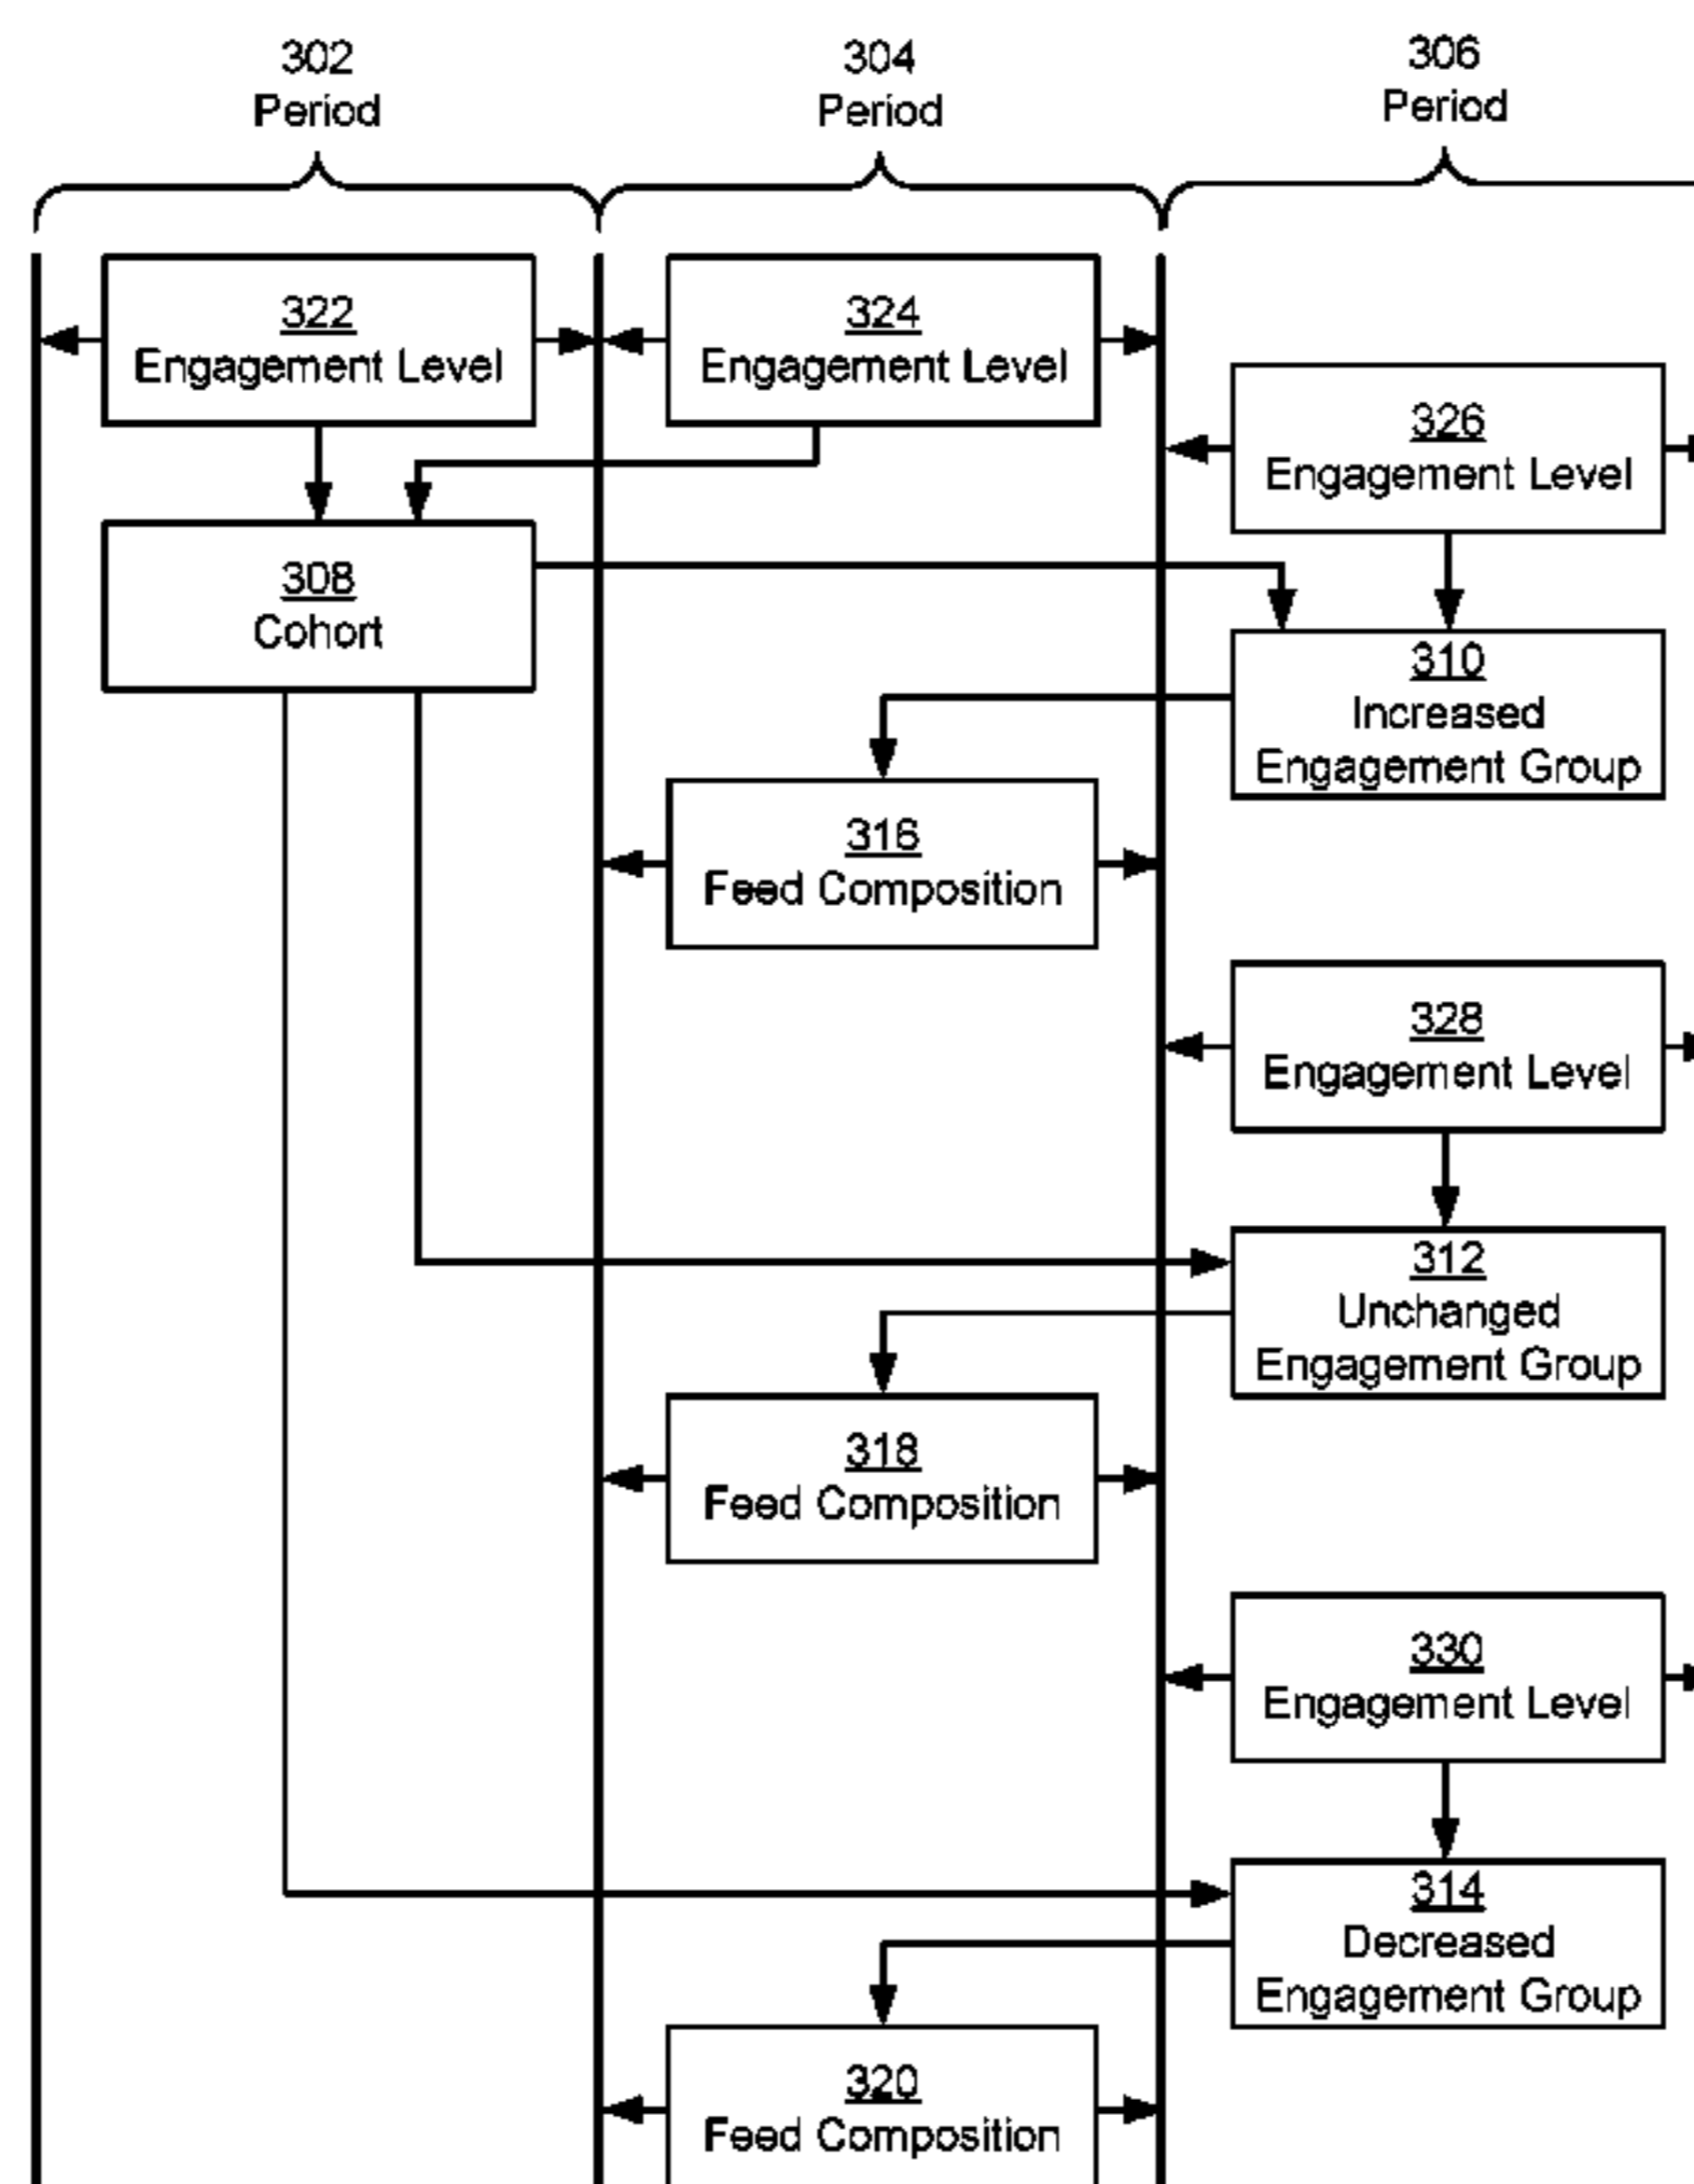 302
Period
304
Period
306
Period
322
Engagement Level
324
Engagement Level
326
Engagement Level
308
Cohort
310
Increased
Engagement Group
316
Feed Composition
328
Engagement Level
312
Unchanged
Engagement Group
318
Feed Composition
330
Engagement Level
314
Decreased
Engagement Group
320
Feed Composition